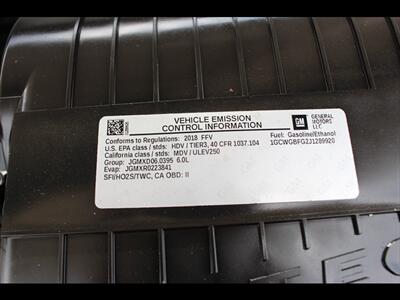 VEHICLE EMISSION
CONTROL INFORMATION
GM
GENERAL
MOTORS
LLC
Conforms to Regulations: 2018 FFV
Fuel: Gasoline/Ethanol
U.S. EPA class / stds: HDV / TIER3, 40 CFR 1037.104
1GCWGBFG2J1289920
California class / stds: MDV / ULEV250
Group: JGMXD06.0395 6.0L
Evap: JGMXR0223841
SFI/HO2S/TWC, CA OBD: II